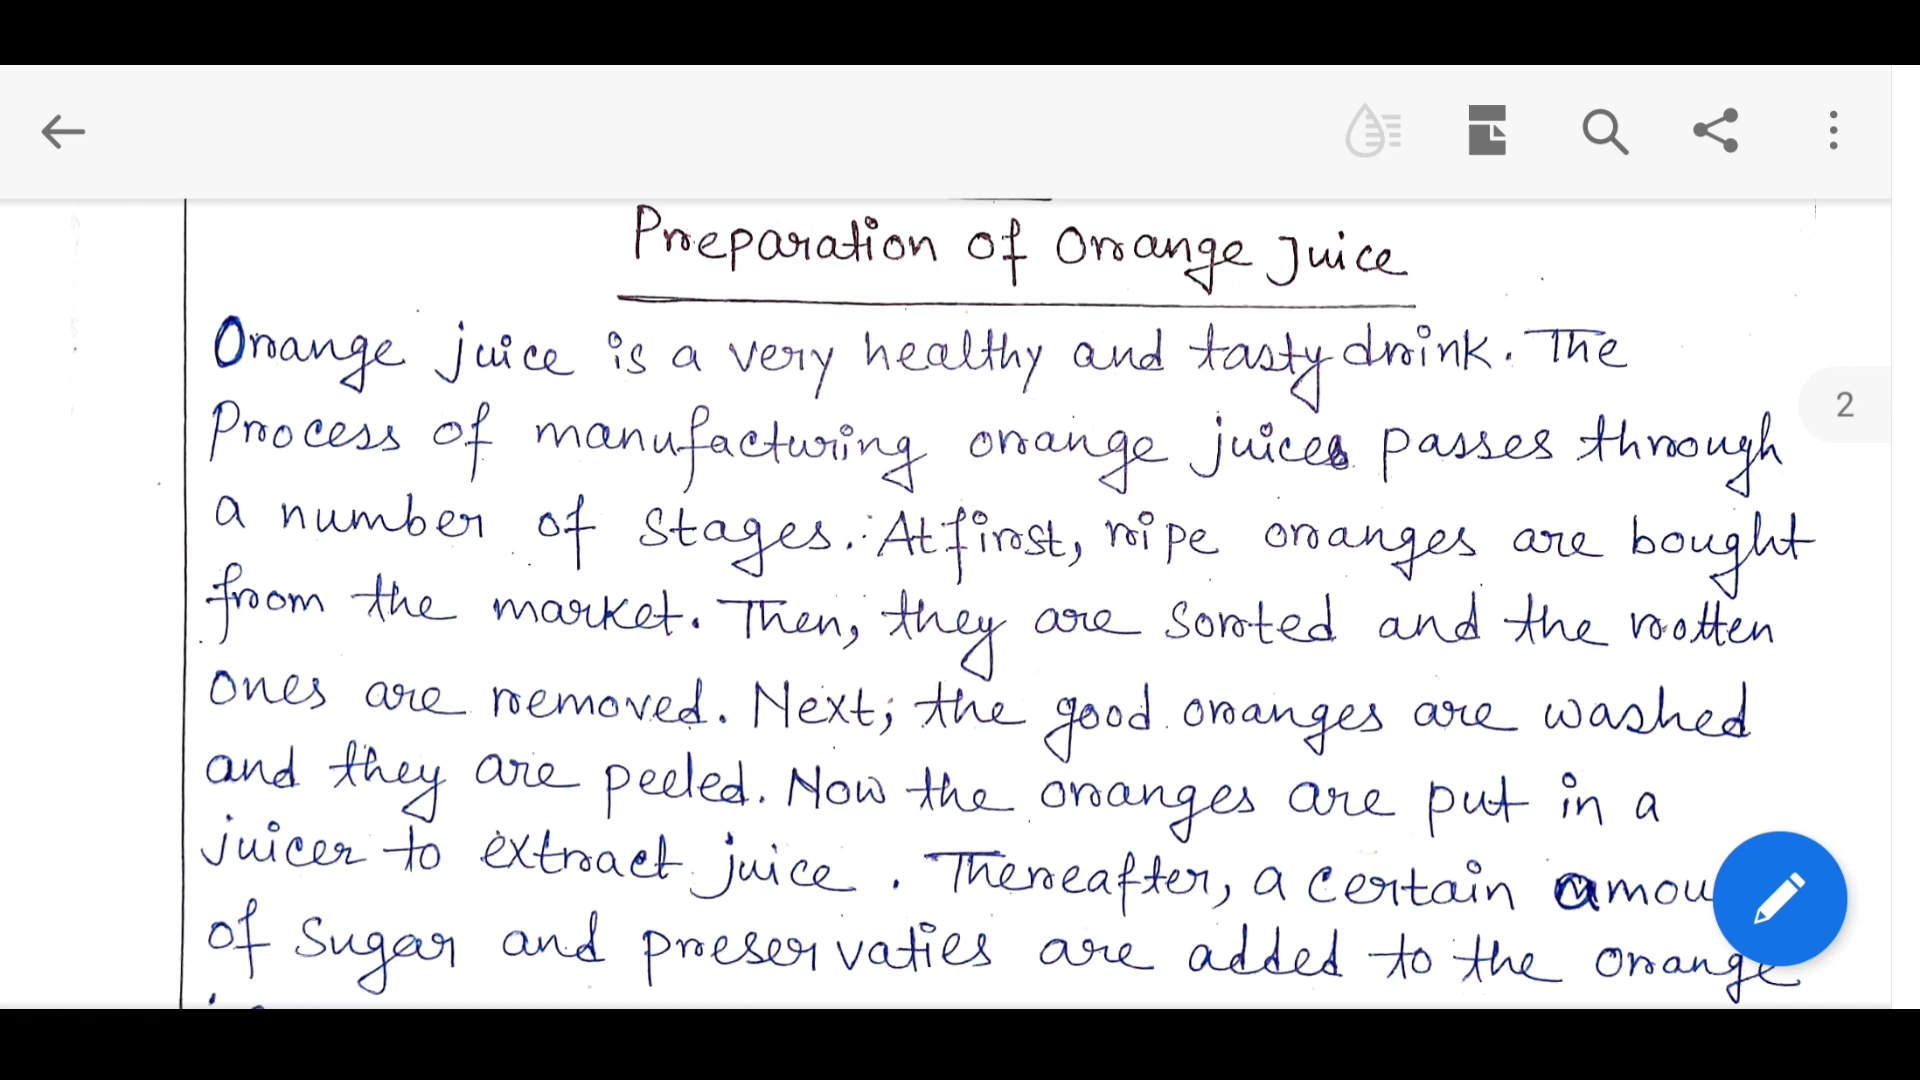 Preparation of Orange Juice
Orange juice is a very healthy and tasty drink. The
2
Process of manufacturing orange juices passes through
a number of stages. At first, ripe oranges are bought
from the market. Then, they are sorted and the rotten
ones are removed. Next, the good oranges are washed
and they are peeled. Now the oranges are put in a
juicer to extract juice. Thereafter, a certain amou
of sugar and preservaties are added to the orange